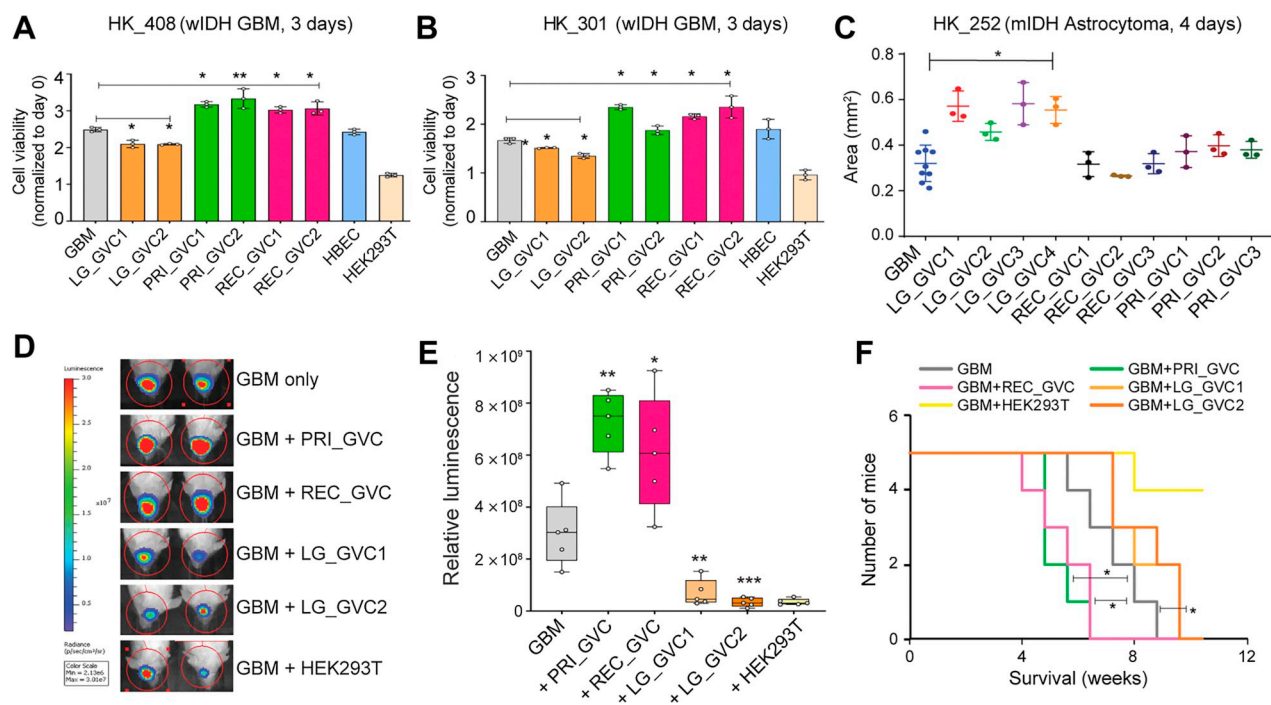 A
HK_408 (wIDH GBM, 3 days)
Cell viability
(normalized to day 0)
4
3
2
1
0
* ** * *
* *
GBM
LG_GVC1
LG_GVC2
PRI_GVC1
PRI_GVC2
REC_GVC1
REC_GVC2
HBEC
HEK293T
B
HK_301 (wIDH GBM, 3 days)
Cell viability
(normalized to day 0)
4
3
2
1
0
* * * *
* * *
GBM
LG_GVC1
LG_GVC2
PRI_GVC1
PRI_GVC2
REC_GVC1
REC_GVC2
HBEC
HEK293T
C
HK_252 (mIDH Astrocytoma, 4 days)
Area (mm²)
0.8
0.6
0.4
0.2
0.0
*
GBM
LG_GVC1
LG_GVC2
LG_GVC3
LG_GVC4
REC_GVC1
REC_GVC2
REC_GVC3
PRI_GVC1
PRI_GVC2
PRI_GVC3
D
Luminescence
3.0
2.5
2.0
1.5
x10⁷
1.0
0.5
Radiance
(p/sec/cm²/sr)
Color Scale
Min = 2.13e6
Max = 3.01e7
GBM only
GBM + PRI_GVC
GBM + REC_GVC
GBM + LG_GVC1
GBM + LG_GVC2
GBM + HEK293T
E
Relative luminescence
1×10⁹
8×10⁸
6×10⁸
4×10⁸
2×10⁸
0
** * ** ***
GBM
+ PRI_GVC
+ REC_GVC
+ LG_GVC1
+ LG_GVC2
+ HEK293T
F
GBM
GBM+PRI_GVC
GBM+REC_GVC
GBM+LG_GVC1
GBM+HEK293T
GBM+LG_GVC2
Number of mice
6
4
2
0
*
*
*
0 4 8 12
Survival (weeks)